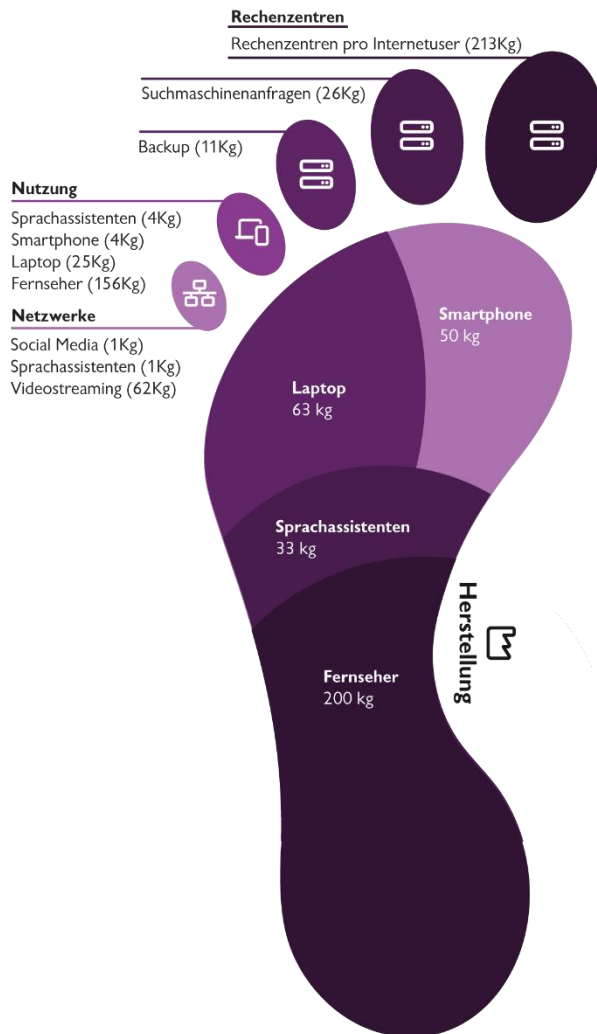 Rechenzentren
Rechenzentren pro Internetuser (213Kg)
Suchmaschinenanfragen (26Kg)
Backup (11Kg)
Nutzung
Sprachassistenten (4Kg)
Smartphone (4Kg)
Laptop (25Kg)
Fernseher (156Kg)
Netzwerke
Social Media (1Kg)
Sprachassistenten (1Kg)
Videostreaming (62Kg)
Smartphone
50 kg
Laptop
63 kg
Sprachassistenten
33 kg
Herstellung
Fernseher
200 kg